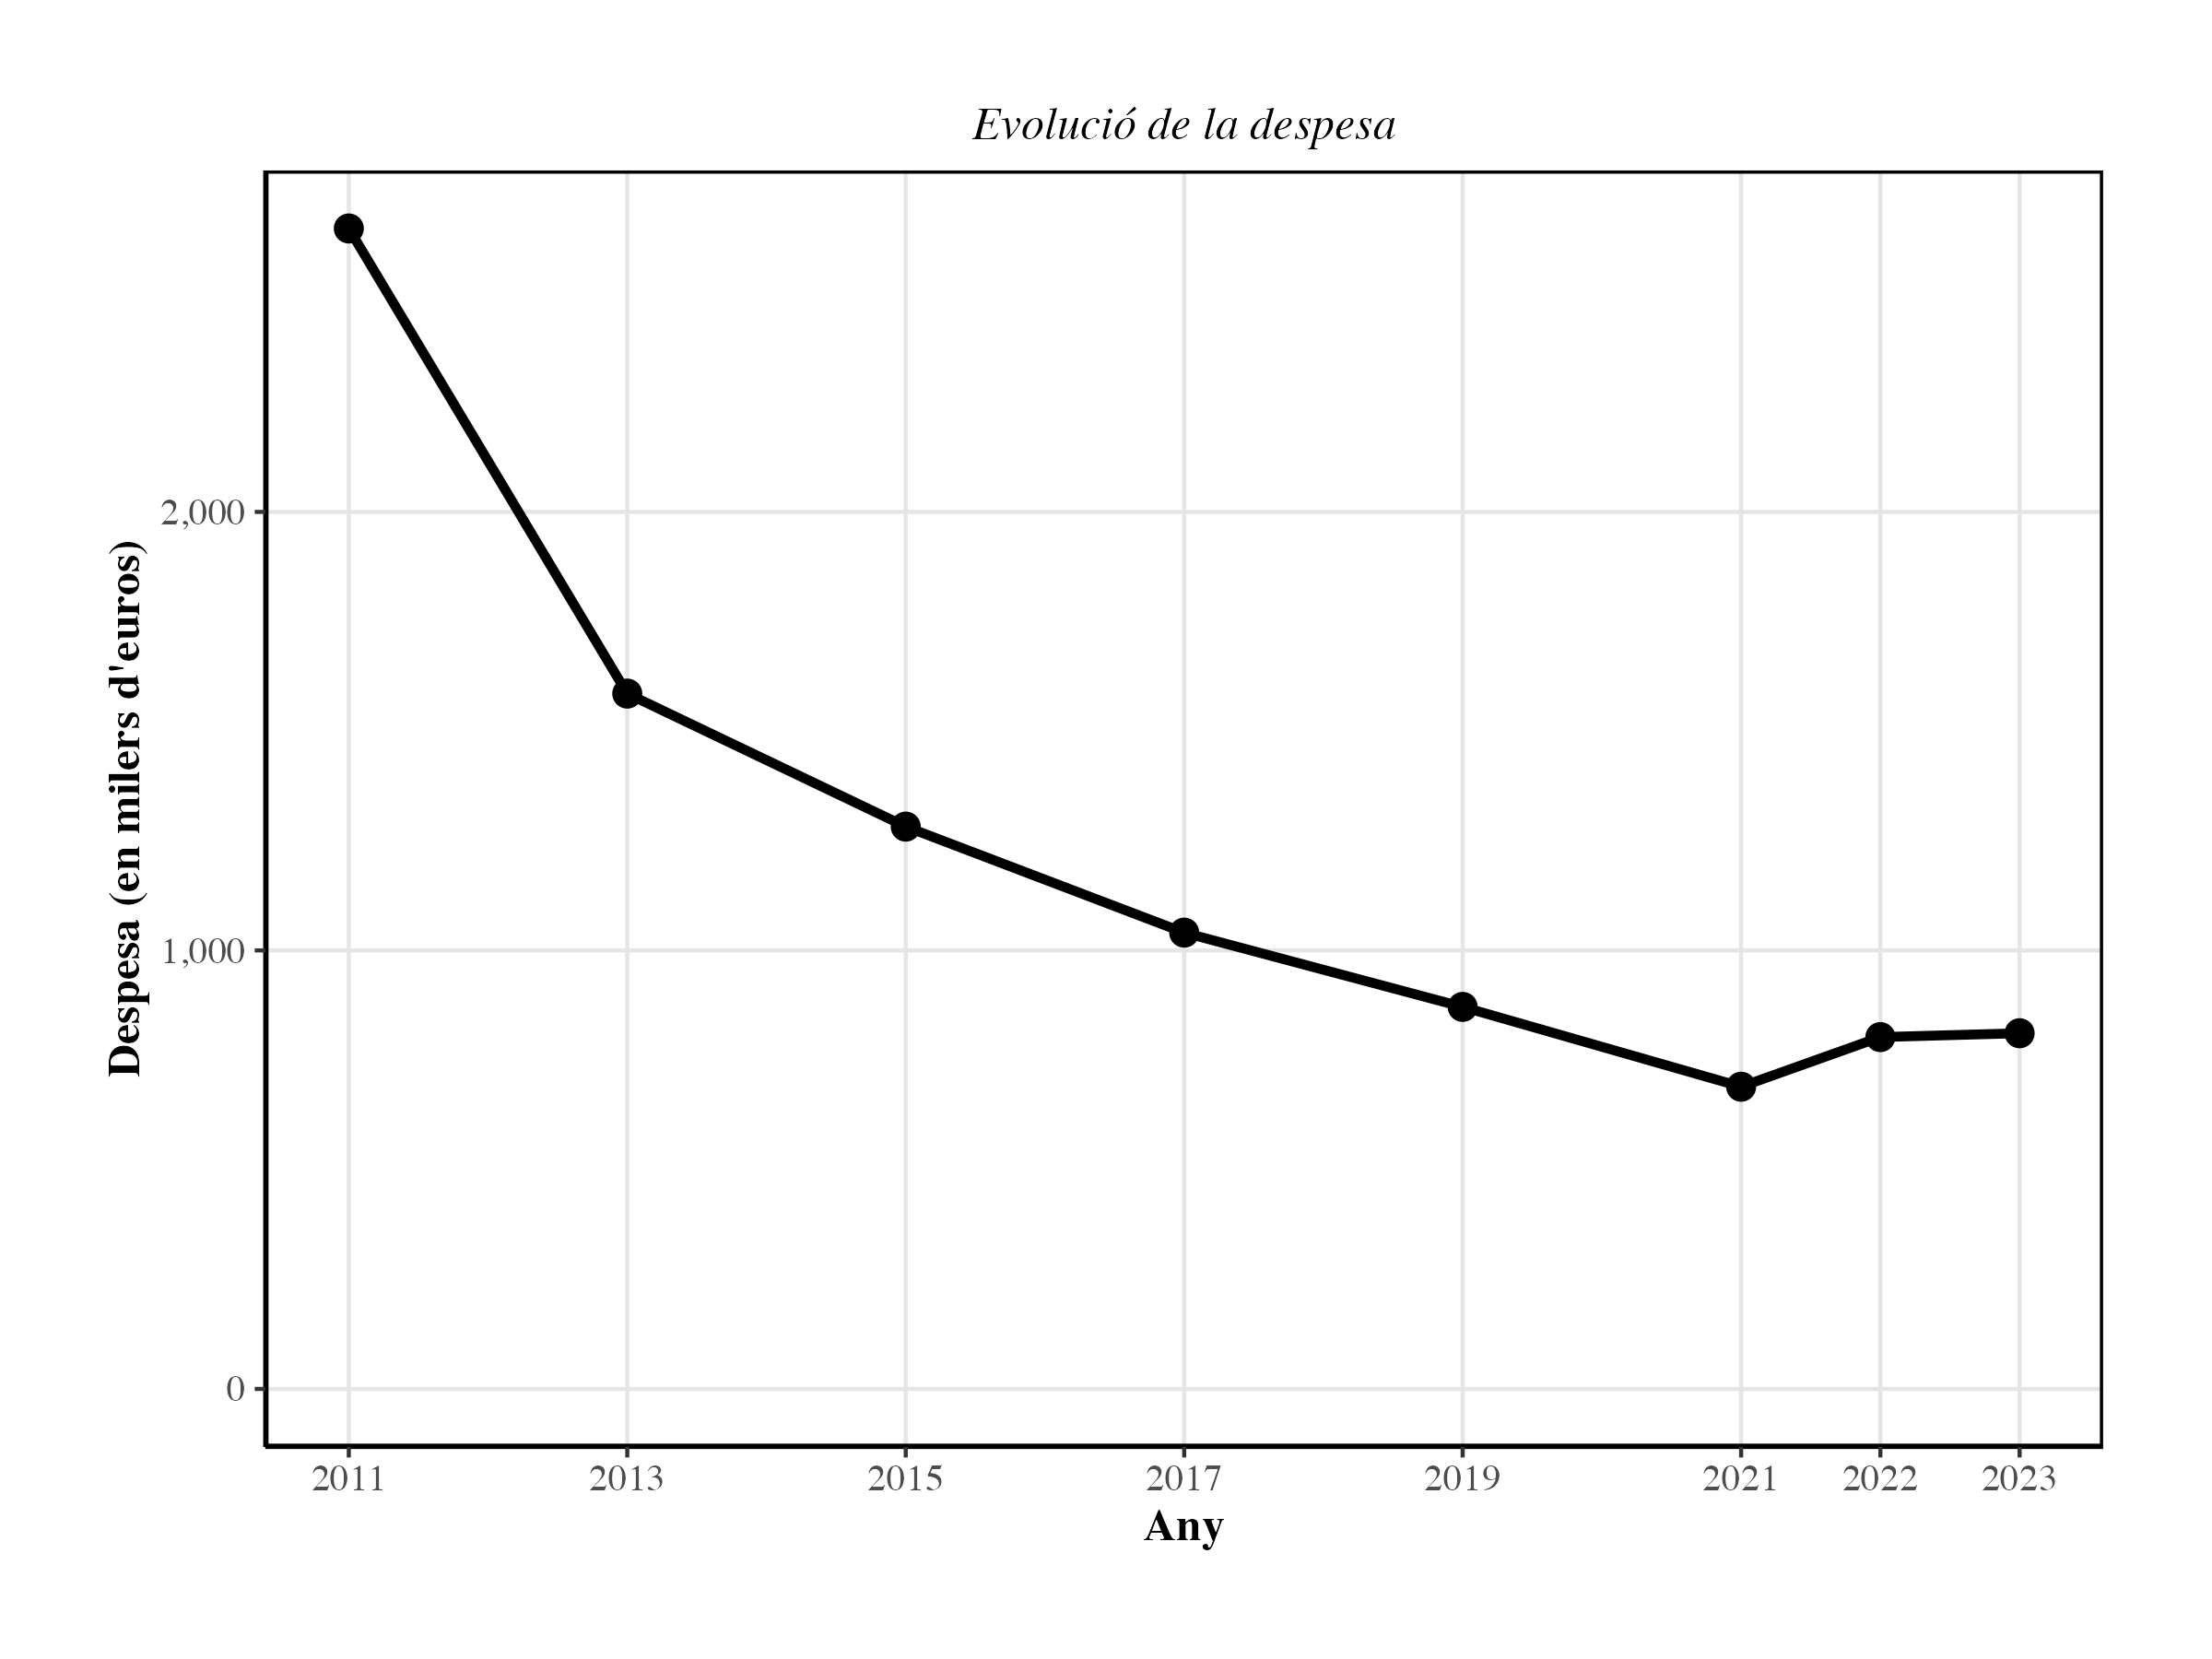 Evolució de la despesa
Despesa (en milers d'euros)
2,000
1,000
0
2011 2013 2015 2017 2019 2021 2022 2023
Any